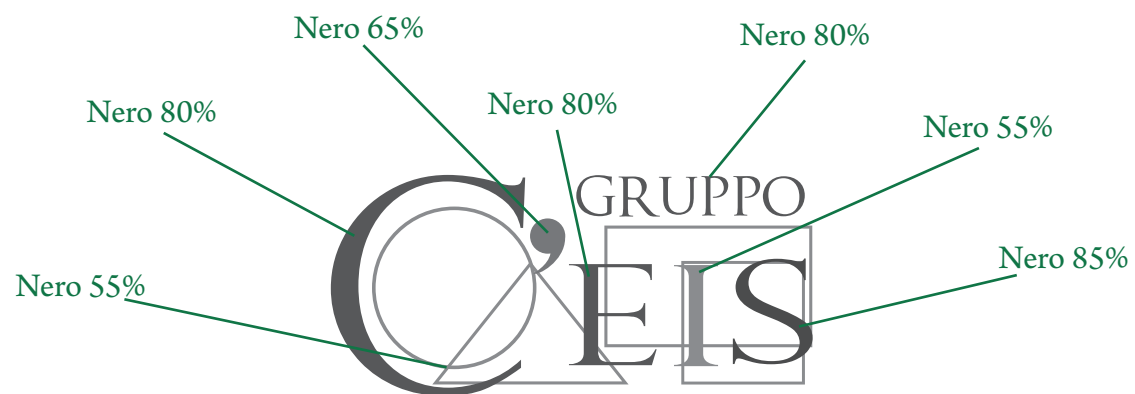 Nero 65%
Nero 80%
Nero 80%
Nero 80%
Nero 55%
GRUPPO
C'EIS
Nero 85%
Nero 55%